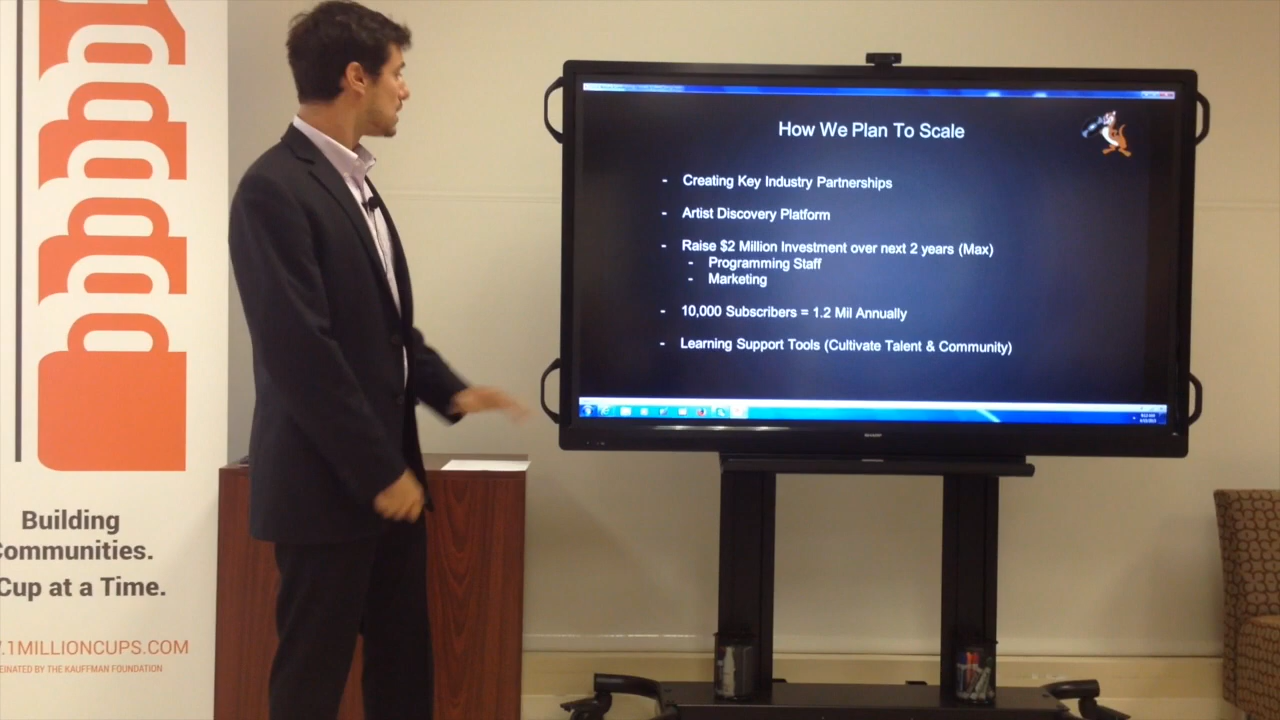 Building
Communities.
Cup at a Time.
.1MILLIONCUPS.COM
EINATED BY THE KAUFFMAN FOUNDATION
How We Plan To Scale
- Creating Key Industry Partnerships
- Artist Discovery Platform
- Raise $2 Million Investment over next 2 years (Max)
- Programming Staff
- Marketing
- 10,000 Subscribers = 1.2 Mil Annually
- Learning Support Tools (Cultivate Talent & Community)
SHARP